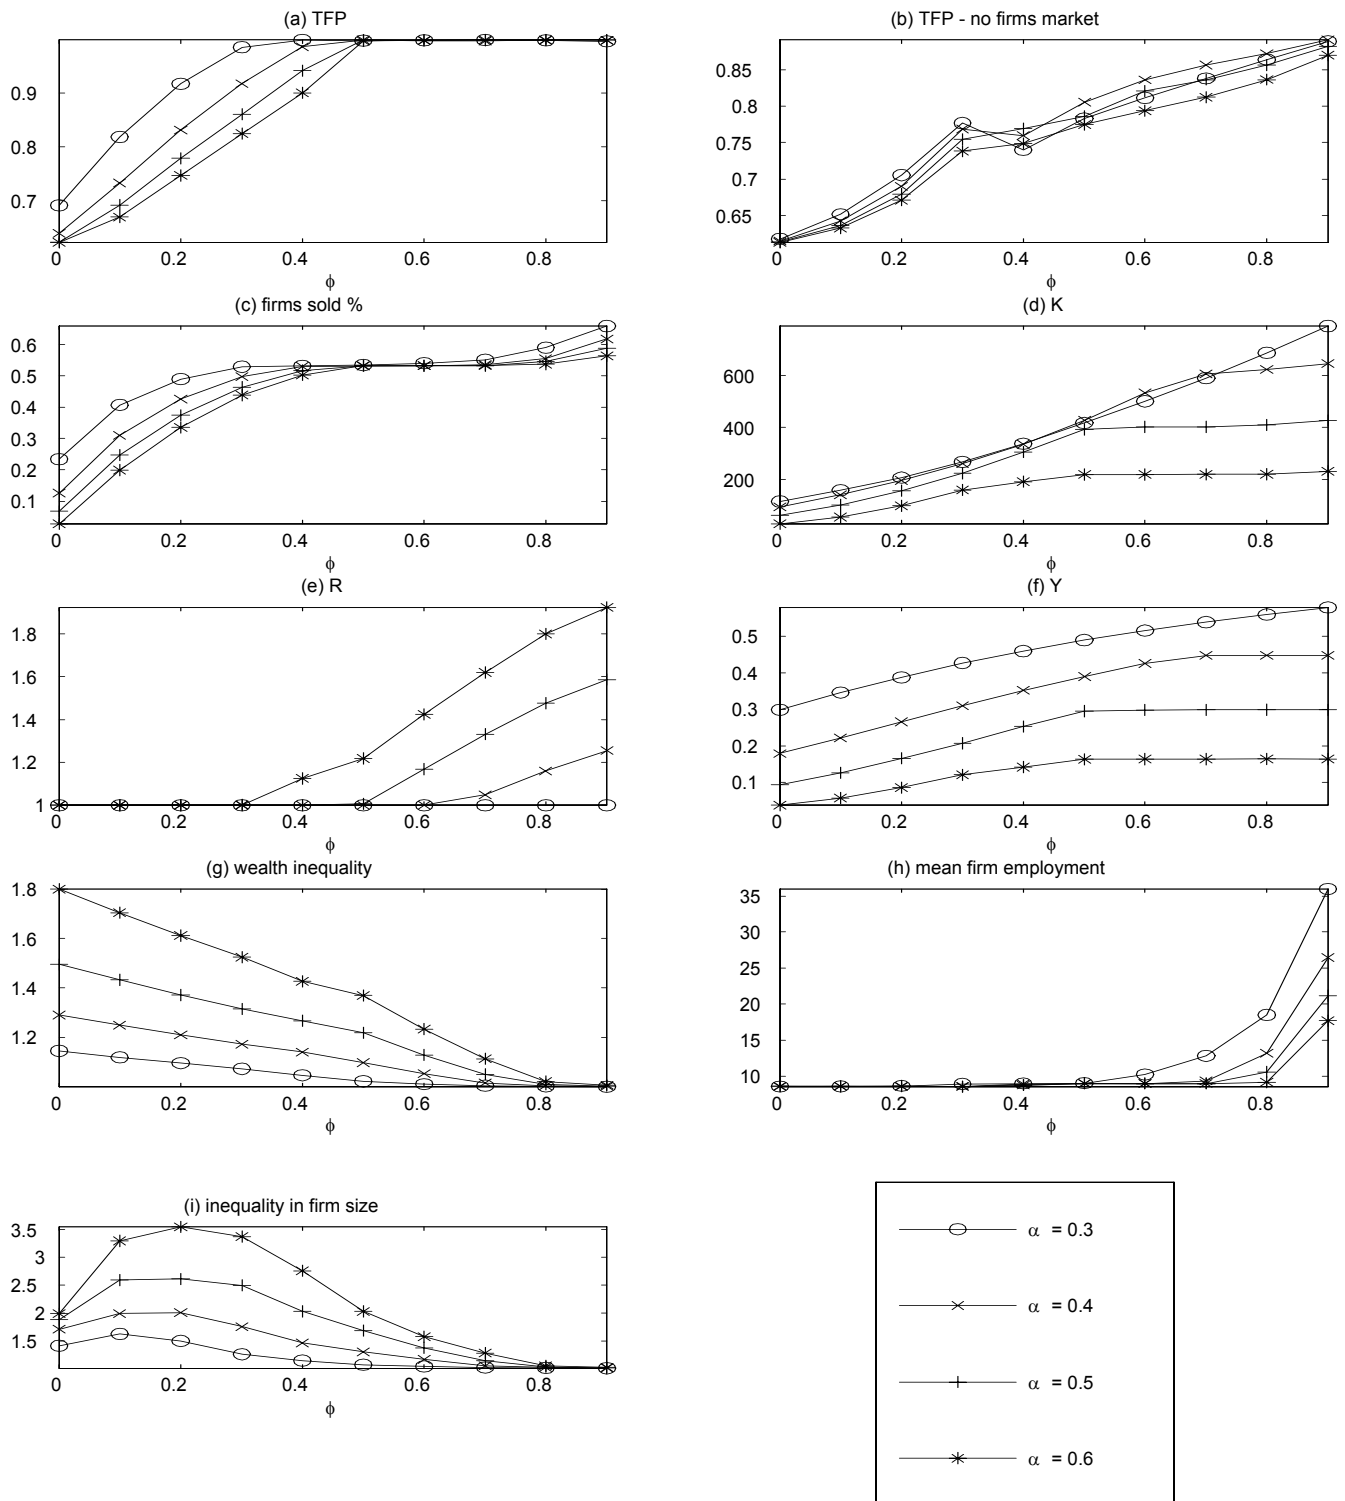 (a) TFP
0.9
0.8
0.7
0 0.2 0.4 0.6 0.8
ϕ
(b) TFP - no firms market
0.85
0.8
0.75
0.7
0.65
0 0.2 0.4 0.6 0.8
ϕ
(c) firms sold %
0.6
0.5
0.4
0.3
0.2
0.1
0 0.2 0.4 0.6 0.8
ϕ
(d) K
600
400
200
0 0.2 0.4 0.6 0.8
ϕ
(e) R
1.8
1.6
1.4
1.2
1
0 0.2 0.4 0.6 0.8
ϕ
(f) Y
0.5
0.4
0.3
0.2
0.1
0 0.2 0.4 0.6 0.8
ϕ
(g) wealth inequality
1.8
1.6
1.4
1.2
0 0.2 0.4 0.6 0.8
ϕ
(h) mean firm employment
35
30
25
20
15
10
0 0.2 0.4 0.6 0.8
ϕ
(i) inequality in firm size
3.5
3
2.5
2
1.5
0 0.2 0.4 0.6 0.8
ϕ
α = 0.3
α = 0.4
α = 0.5
α = 0.6